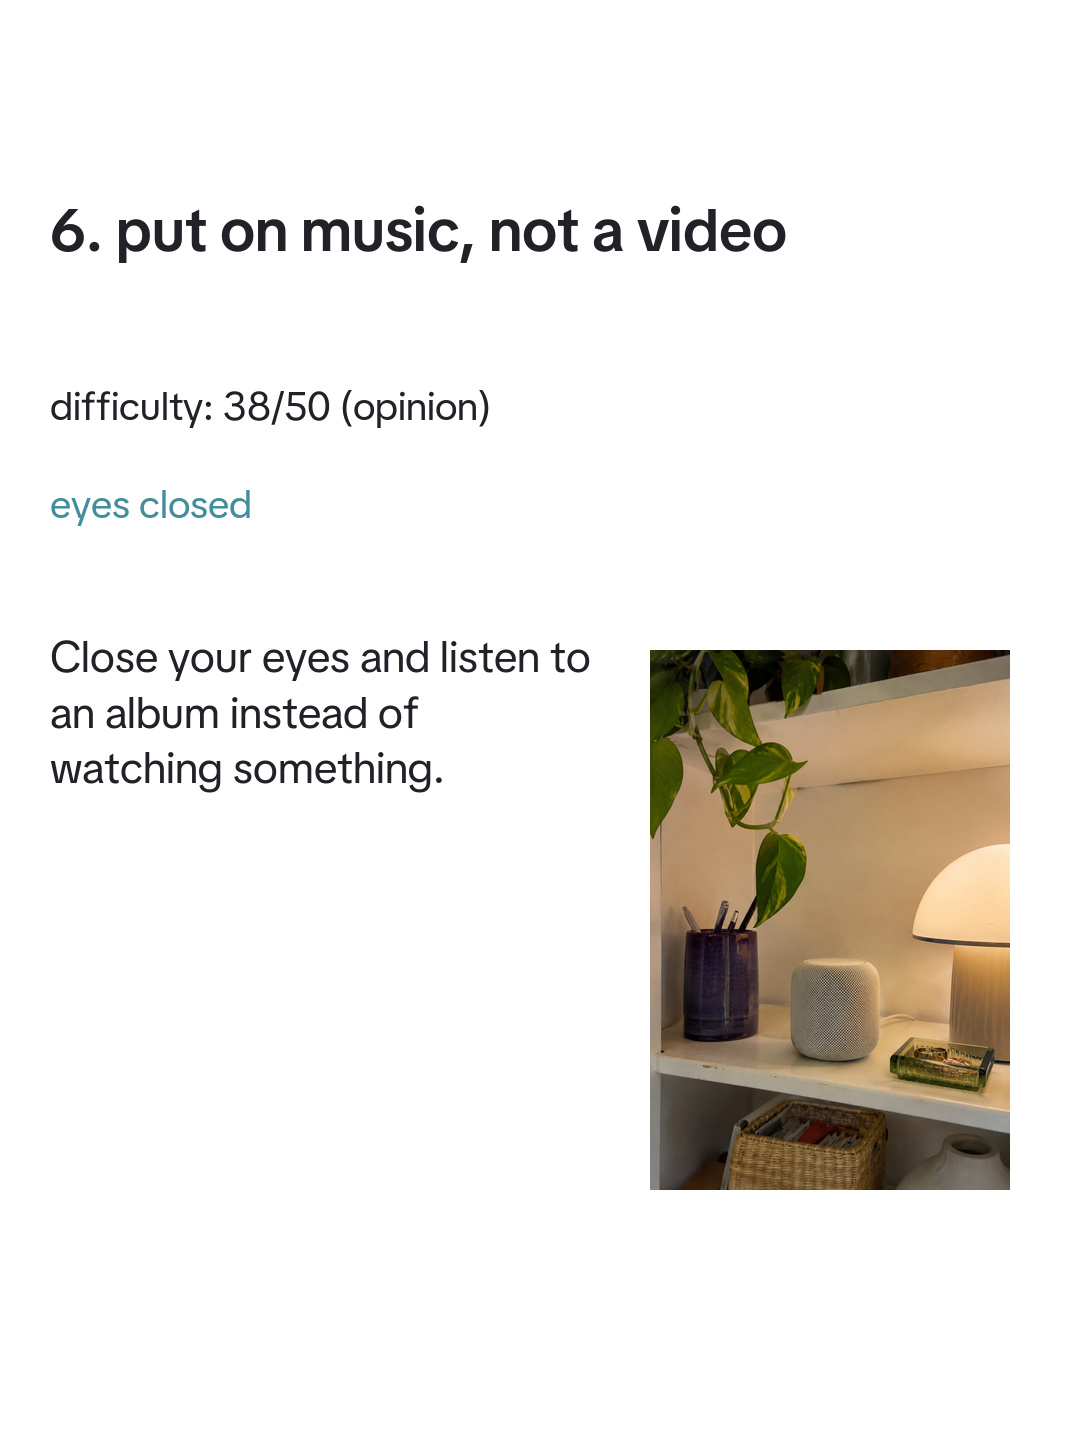 6. put on music, not a video
difficulty: 38/50 (opinion)
eyes closed
Close your eyes and listen to
an album instead of
watching something.